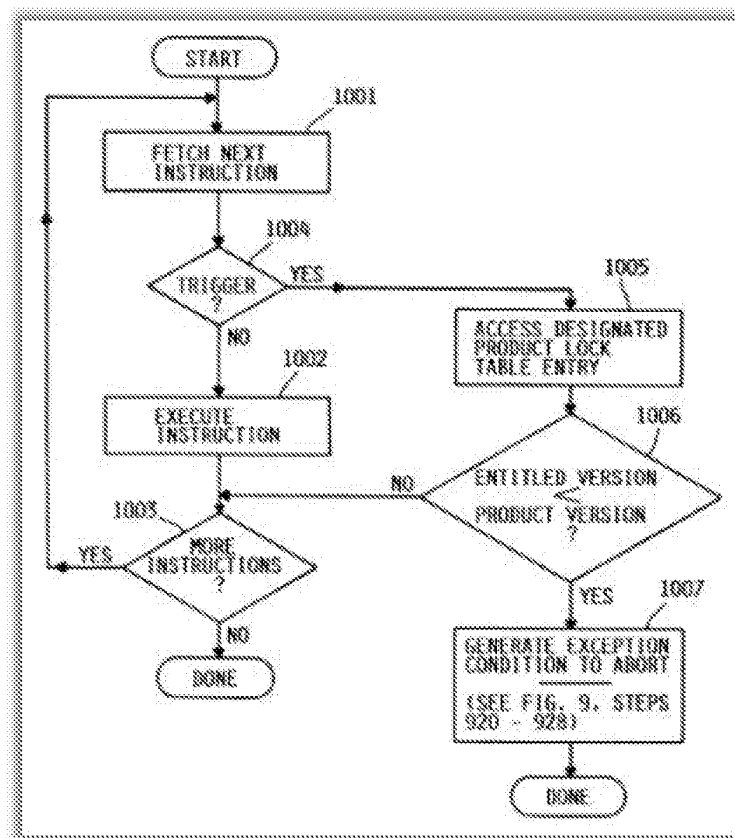 START
1001
FETCH NEXT
INSTRUCTION
1004
TRIGGER
?
YES
NO
1005
ACCESS DESIGNATED
PRODUCT LOCK
TABLE ENTRY
1002
EXECUTE
INSTRUCTION
1006
ENTITLED VERSION
<
PRODUCT VERSION
?
NO
1003
MORE
INSTRUCTIONS
?
YES
NO
DONE
YES
1007
GENERATE EXCEPTION
CONDITION TO ABORT
(SEE FIG. 9, STEPS
920 - 928)
DONE